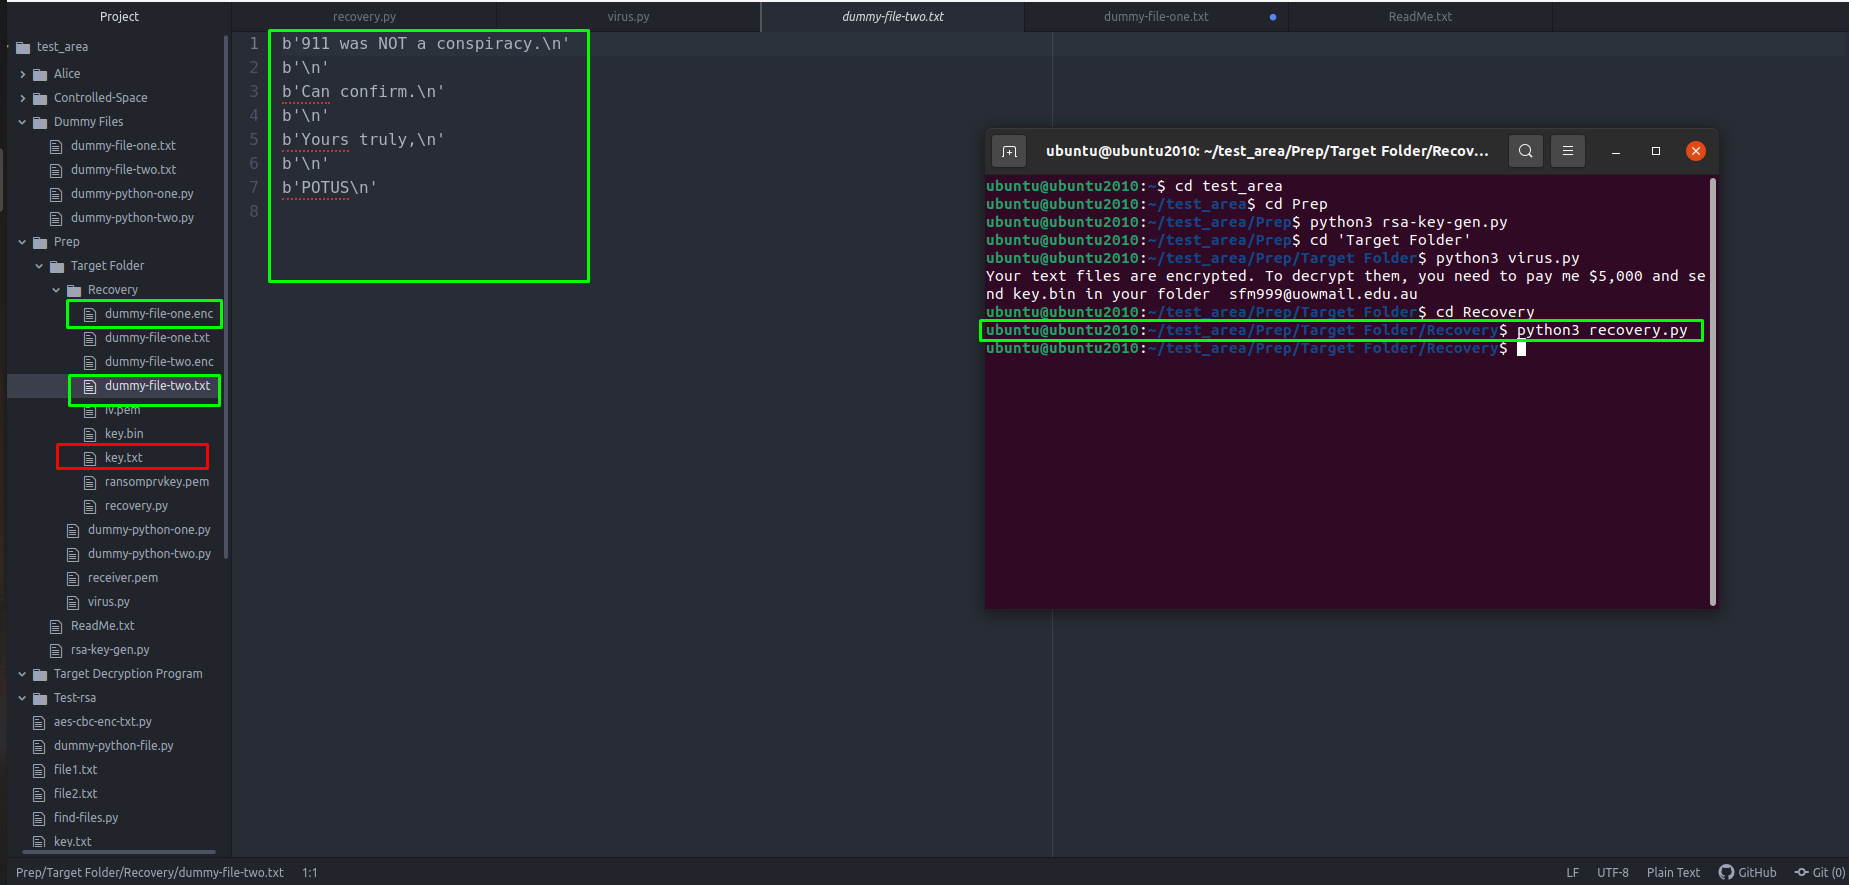 Project
recovery.py
virus.py
dummy-file-two.txt
dummy-file-one.txt
ReadMe.txt
test_area
Alice
Controlled-Space
Dummy Files
dummy-file-one.txt
dummy-file-two.txt
dummy-python-one.py
dummy-python-two.py
Prep
Target Folder
Recovery
dummy-file-one.enc
dummy-file-one.txt
dummy-file-two.enc
dummy-file-two.txt
iv.pem
key.bin
key.txt
ransomprvkey.pem
recovery.py
dummy-python-one.py
dummy-python-two.py
receiver.pem
virus.py
ReadMe.txt
rsa-key-gen.py
Target Decryption Program
Test-rsa
aes-cbc-enc-txt.py
dummy-python-file.py
file1.txt
file2.txt
find-files.py
key.txt
1 b'911 was NOT a conspiracy.\n'
2 b'\n'
3 b'Can confirm.\n'
4 b'\n'
5 b'Yours truly,\n'
6 b'\n'
7 b'POTUS\n'
8
ubuntu@ubuntu2010: ~/test_area/Prep/Target Folder/Recov...
ubuntu@ubuntu2010:~$ cd test_area
ubuntu@ubuntu2010:~/test_area$ cd Prep
ubuntu@ubuntu2010:~/test_area/Prep$ python3 rsa-key-gen.py
ubuntu@ubuntu2010:~/test_area/Prep$ cd 'Target Folder'
ubuntu@ubuntu2010:~/test_area/Prep/Target Folder$ python3 virus.py
Your text files are encrypted. To decrypt them, you need to pay me $5,000 and se
nd key.bin in your folder  sfm999@uowmail.edu.au
ubuntu@ubuntu2010:~/test_area/Prep/Target Folder$ cd Recovery
ubuntu@ubuntu2010:~/test_area/Prep/Target Folder/Recovery$ python3 recovery.py
ubuntu@ubuntu2010:~/test_area/Prep/Target Folder/Recovery$
Prep/Target Folder/Recovery/dummy-file-two.txt 1:1
LF UTF-8 Plain Text GitHub Git (0)